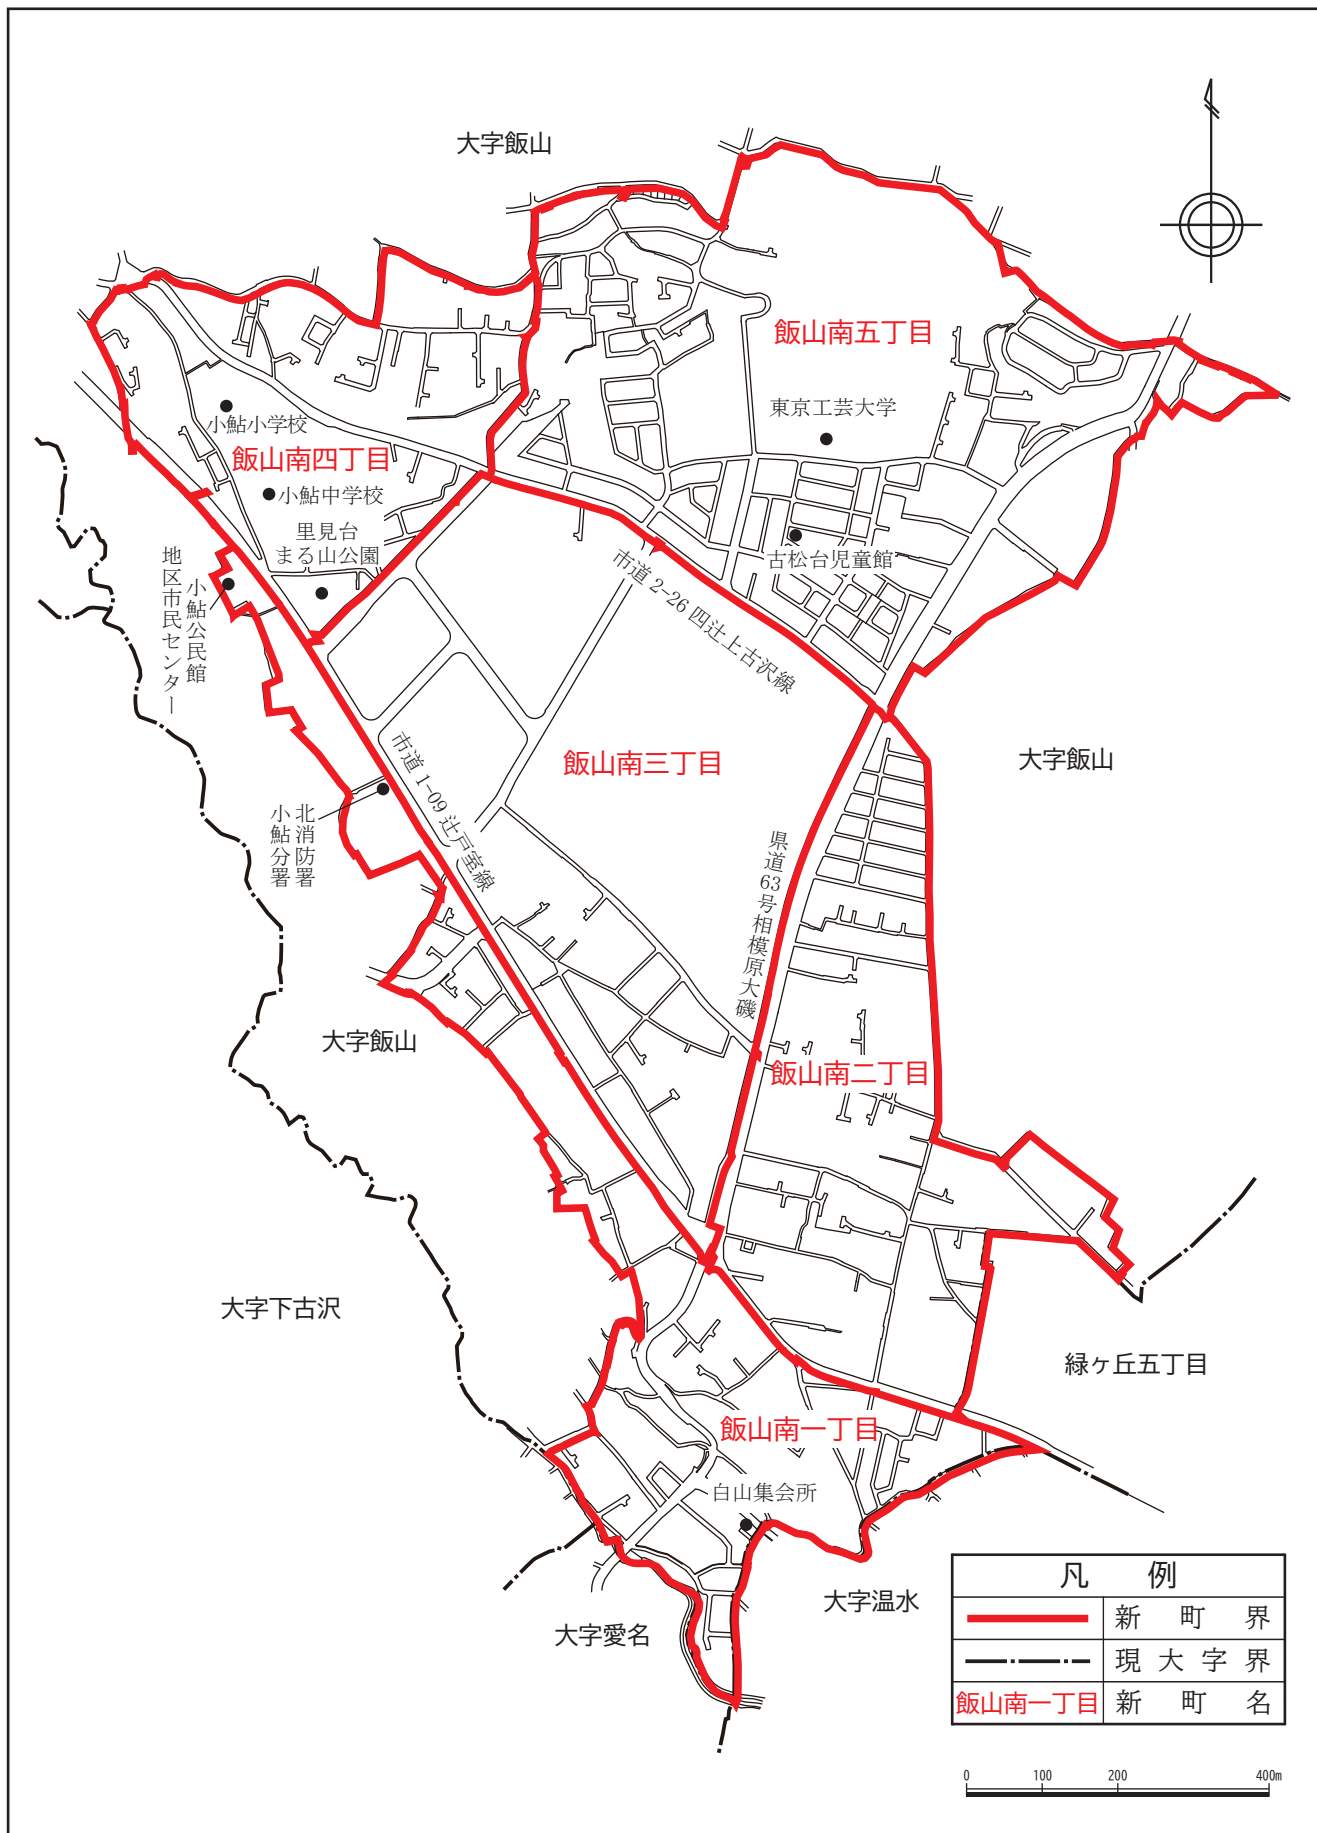 大字飯山
飯山南五丁目
東京工芸大学
小鮎小学校
飯山南四丁目
小鮎中学校
里見台
まる山公園
古松台児童館
小鮎公民館
地区市民センター
市道 2-26 四辻上古沢線
飯山南三丁目
大字飯山
市道 1-09 辻戸室線
北消防署
小鮎分署
県道63号相模原大磯
大字飯山
飯山南二丁目
大字下古沢
緑ヶ丘五丁目
飯山南一丁目
白山集会所
大字温水
大字愛名
凡 例
新 町 界
現 大 字 界
飯山南一丁目 新 町 名
0 100 200 400m